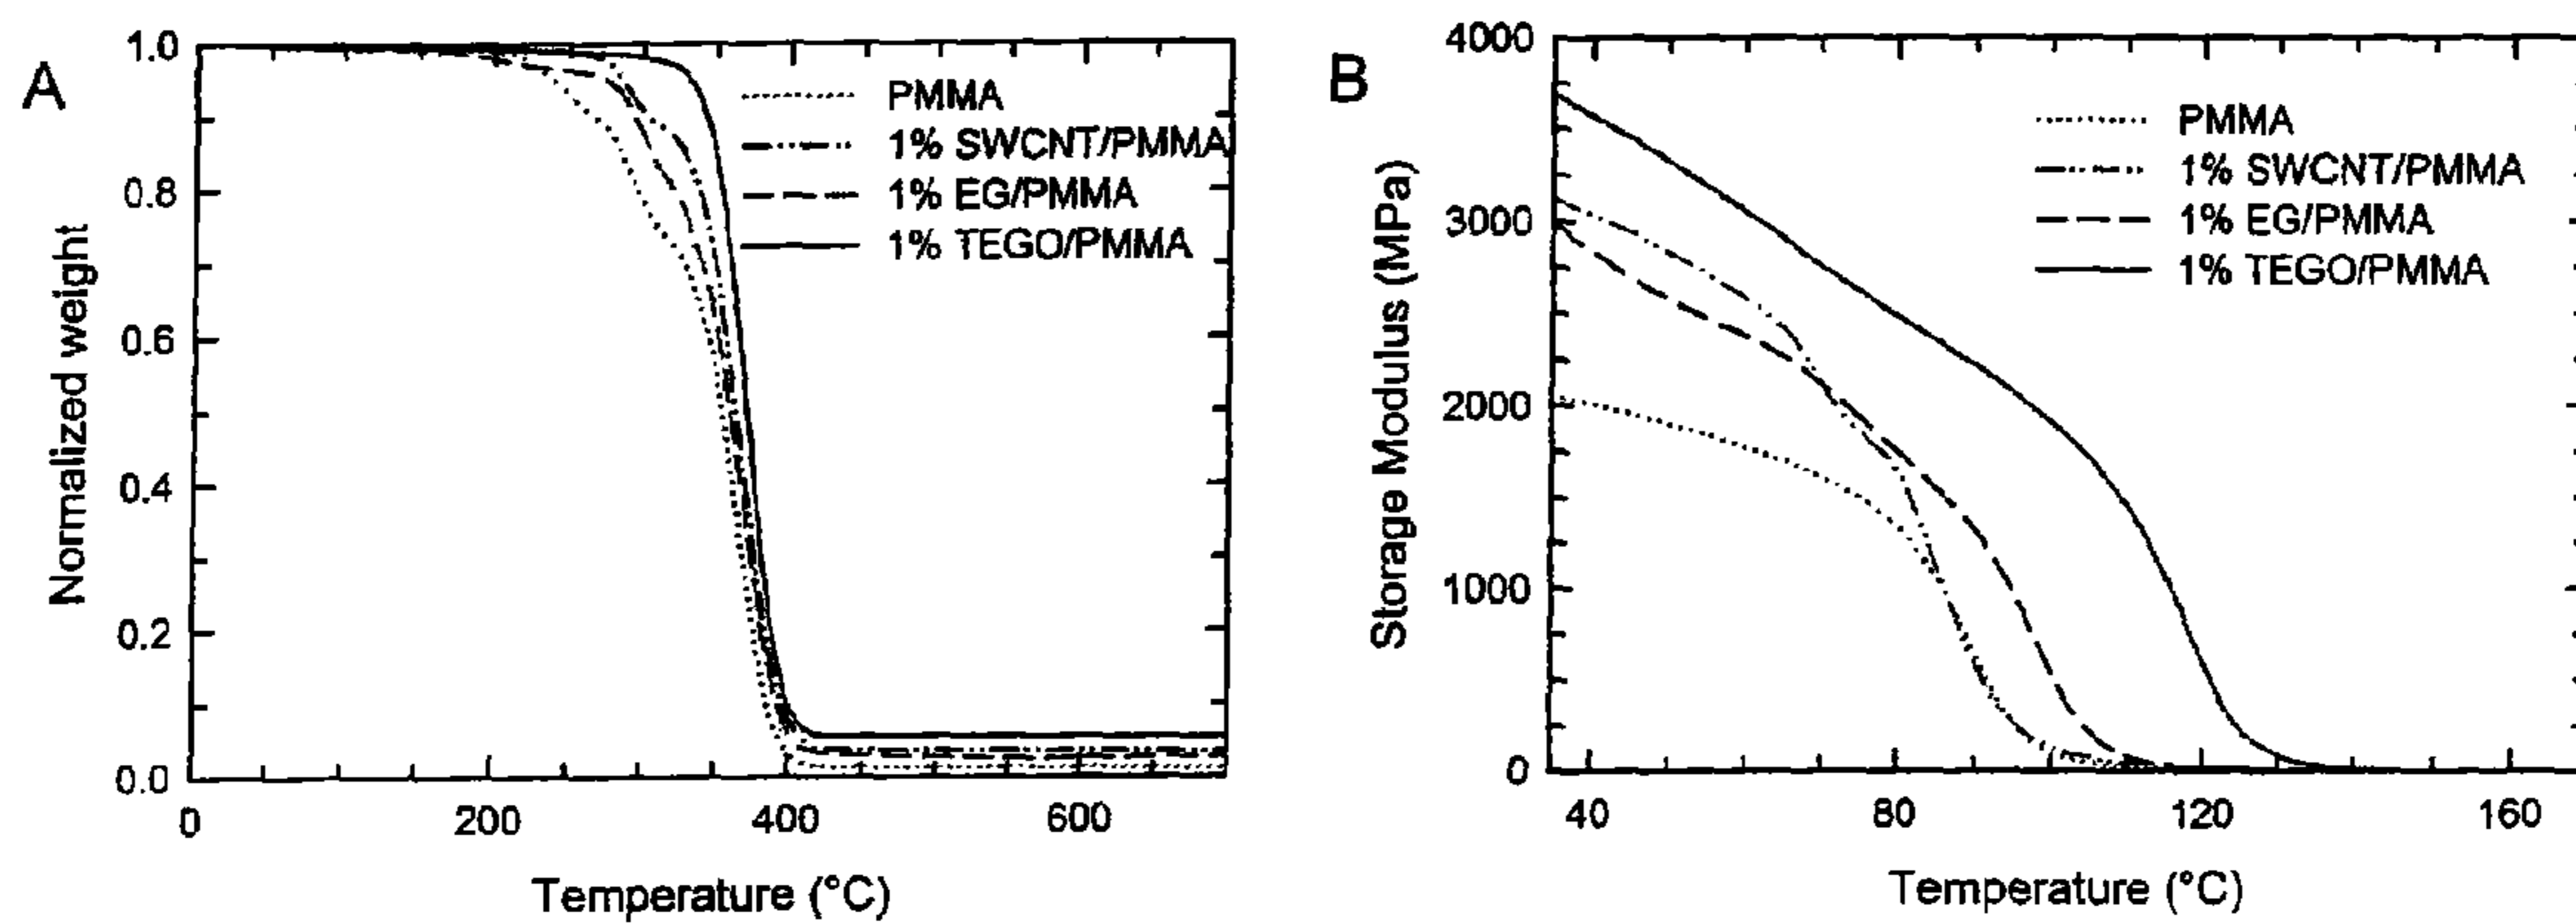 A
Normalized weight
1.0
0.8
0.6
0.4
0.2
0.0
PMMA
1% SWCNT/PMMA
1% EG/PMMA
1% TEGO/PMMA
0 200 400 600
Temperature (°C)
B
Storage Modulus (MPa)
4000
3000
2000
1000
0
PMMA
1% SWCNT/PMMA
1% EG/PMMA
1% TEGO/PMMA
40 80 120 160
Temperature (°C)